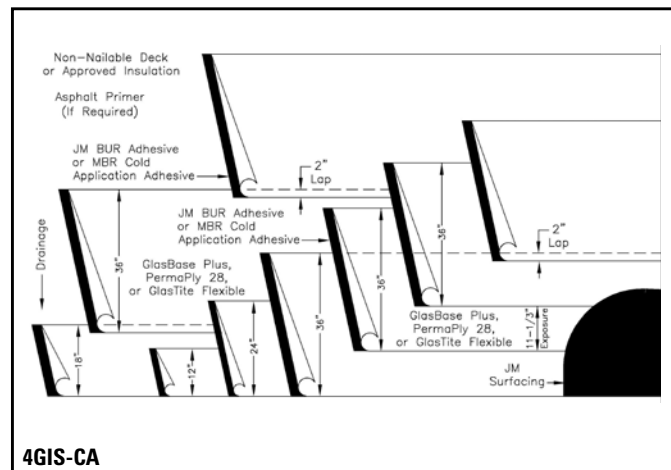 Non-Nailable Deck
or Approved Insulation
Asphalt Primer
(If Required)
JM BUR Adhesive
or MBR Cold
Application Adhesive
2"
Lap
JM BUR Adhesive
or MBR Cold
Application Adhesive
2"
Lap
Drainage
36"
36"
GlasBase Plus,
PermaPly 28,
or GlasTite Flexible
36"
36"
GlasBase Plus,
PermaPly 28,
or GlasTite Flexible
11-1/3"
Exposure
18"
12"
24"
JM
Surfacing
4GIS-CA